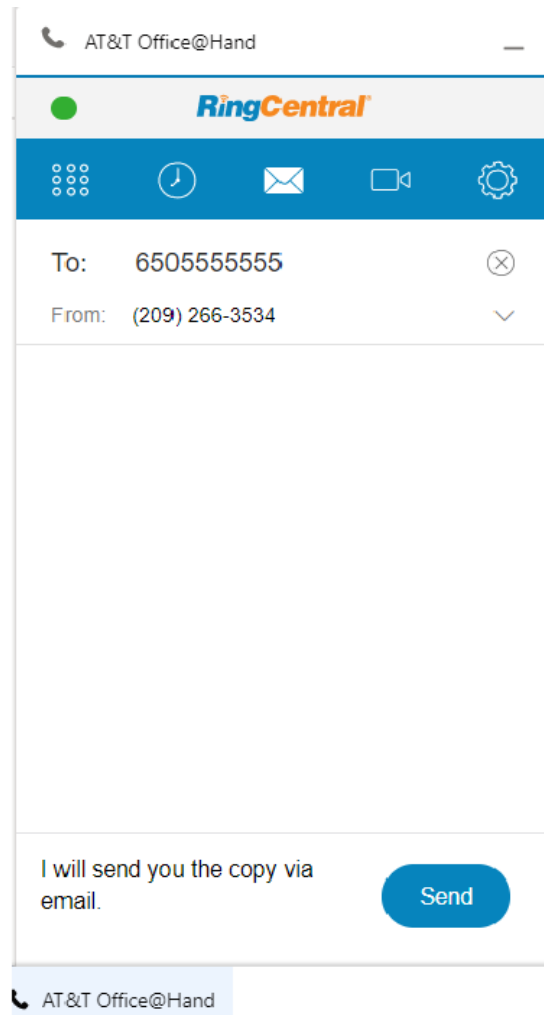 AT&T Office@Hand
RingCentral®
To: 6505555555
From: (209) 266-3534
I will send you the copy via
email.
Send
AT&T Office@Hand